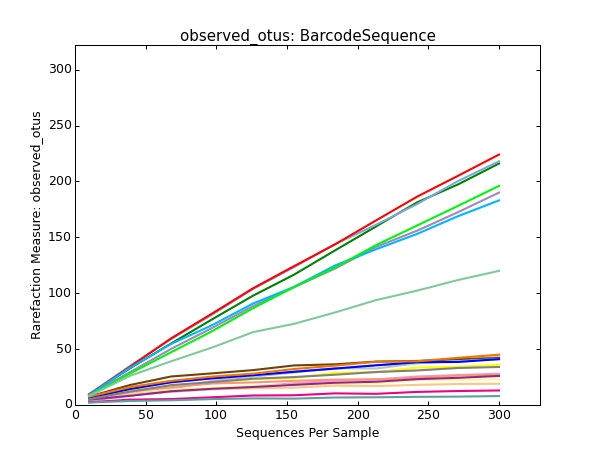 observed_otus: BarcodeSequence
300
250
200
150
100
50
0
Rarefaction Measure: observed_otus
0 50 100 150 200 250 300
Sequences Per Sample